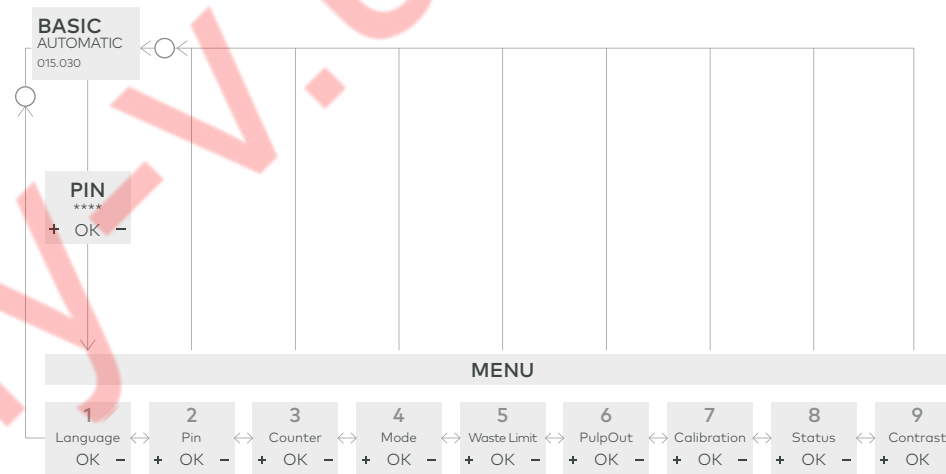 BASIC
AUTOMATIC
015.030
PIN
****
+ OK −
MENU
1 2 3 4 5 6 7 8 9
Language Pin Counter Mode Waste Limit PulpOut Calibration Status Contrast
OK − + OK − + OK − + OK − + OK − + OK − + OK − + OK − + OK